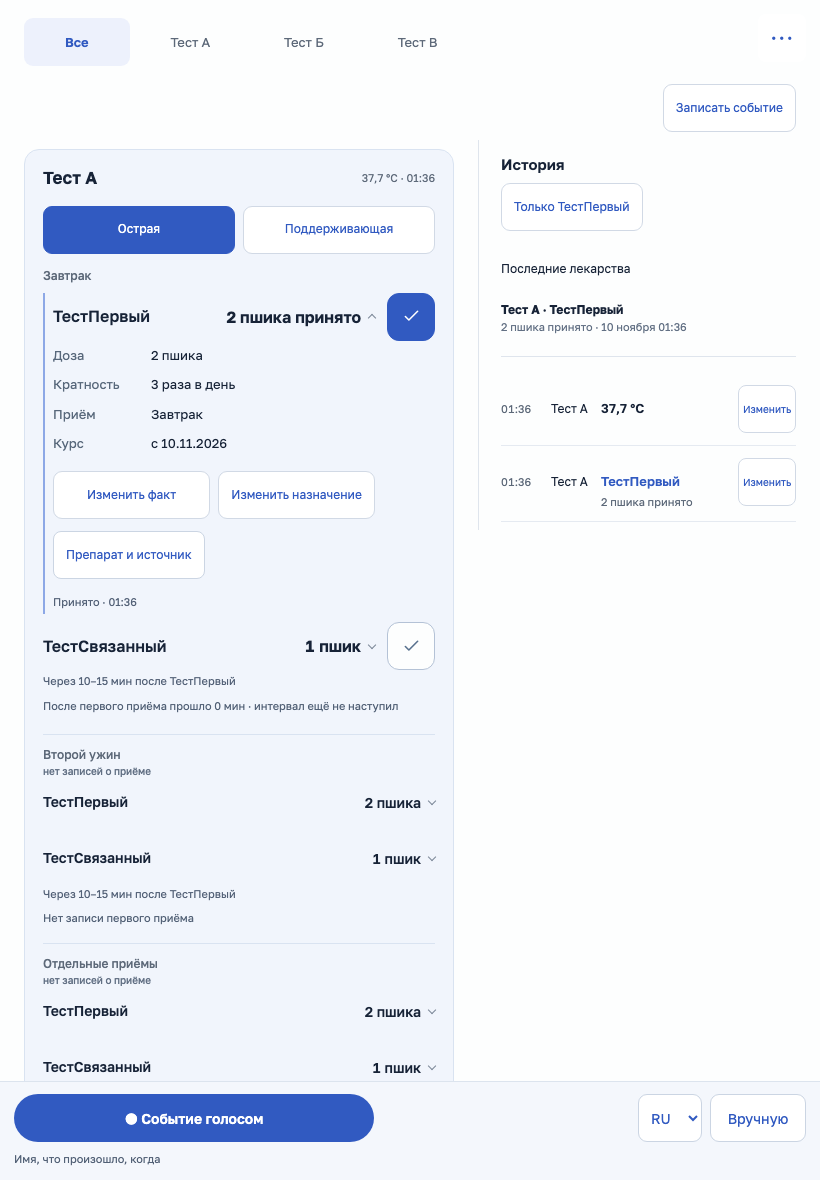 Все
Тест А
Тест Б
Тест В
...
Записать событие
Тест А
37,7 °C · 01:36
Острая
Поддерживающая
Завтрак
ТестПервый
2 пшика принято
Доза
2 пшика
Кратность
3 раза в день
Приём
Завтрак
Курс
с 10.11.2026
Изменить факт
Изменить назначение
Препарат и источник
Принято · 01:36
ТестСвязанный
1 пшик
Через 10–15 мин после ТестПервый
После первого приёма прошло 0 мин · интервал ещё не наступил
Второй ужин
нет записей о приёме
ТестПервый
2 пшика
ТестСвязанный
1 пшик
Через 10–15 мин после ТестПервый
Нет записи первого приёма
Отдельные приёмы
нет записей о приёме
ТестПервый
2 пшика
ТестСвязанный
1 пшик
История
Только ТестПервый
Последние лекарства
Тест А · ТестПервый
2 пшика принято · 10 ноября 01:36
01:36
Тест А
37,7 °C
Изменить
01:36
Тест А
ТестПервый
2 пшика принято
Изменить
Событие голосом
RU
Вручную
Имя, что произошло, когда